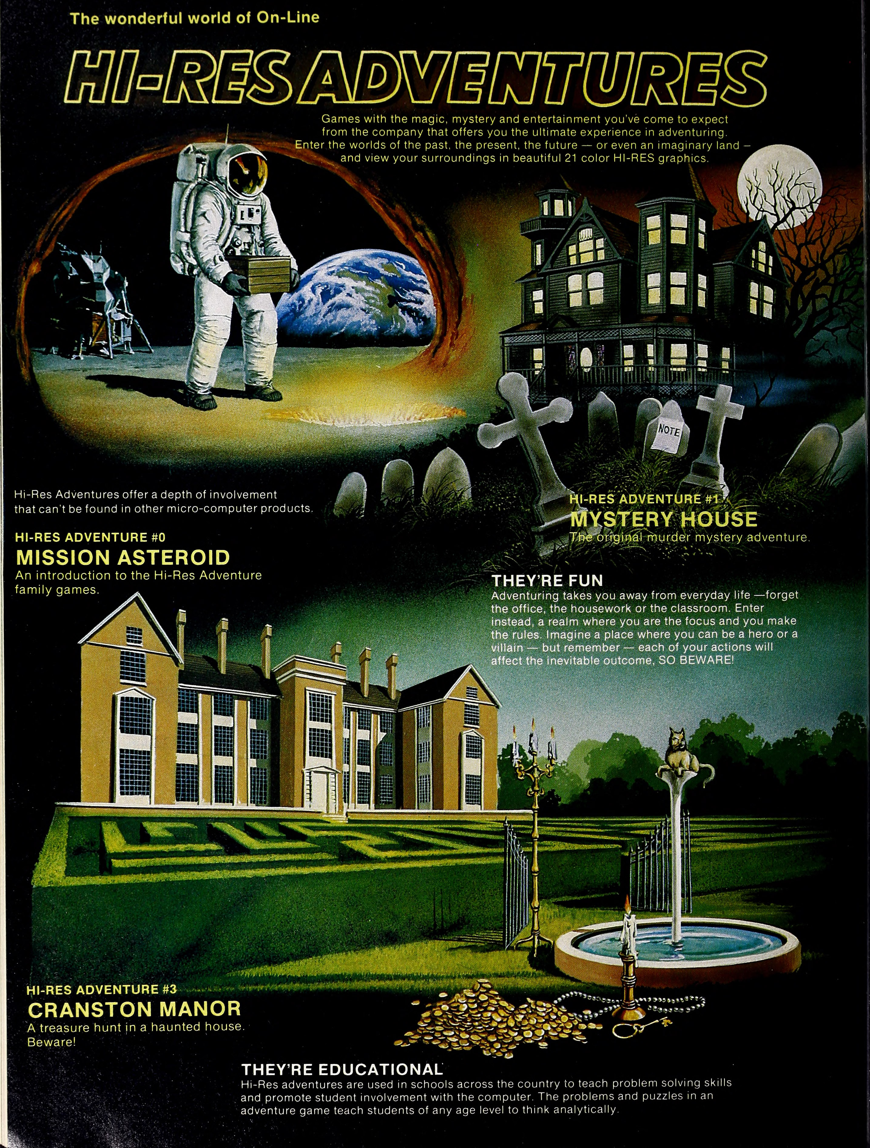 The wonderful world of On-Line
HI-RES ADVENTURES
Games with the magic, mystery and entertainment you've come to expect
from the company that offers you the ultimate experience in adventuring.
Enter the worlds of the past, the present, the future — or even an imaginary land –
and view your surroundings in beautiful 21 color HI-RES graphics.
NOTE
Hi-Res Adventures offer a depth of involvement
that can't be found in other micro-computer products.
HI-RES ADVENTURE #0
MISSION ASTEROID
An introduction to the Hi-Res Adventure
family games.
HI-RES ADVENTURE #1
MYSTERY HOUSE
The original murder mystery adventure.
THEY'RE FUN
Adventuring takes you away from everyday life —forget
the office, the housework or the classroom. Enter
instead, a realm where you are the focus and you make
the rules. Imagine a place where you can be a hero or a
villain — but remember — each of your actions will
affect the inevitable outcome, SO BEWARE!
HI-RES ADVENTURE #3
CRANSTON MANOR
A treasure hunt in a haunted house.
Beware!
THEY'RE EDUCATIONAL
Hi-Res adventures are used in schools across the country to teach problem solving skills
and promote student involvement with the computer. The problems and puzzles in an
adventure game teach students of any age level to think analytically.